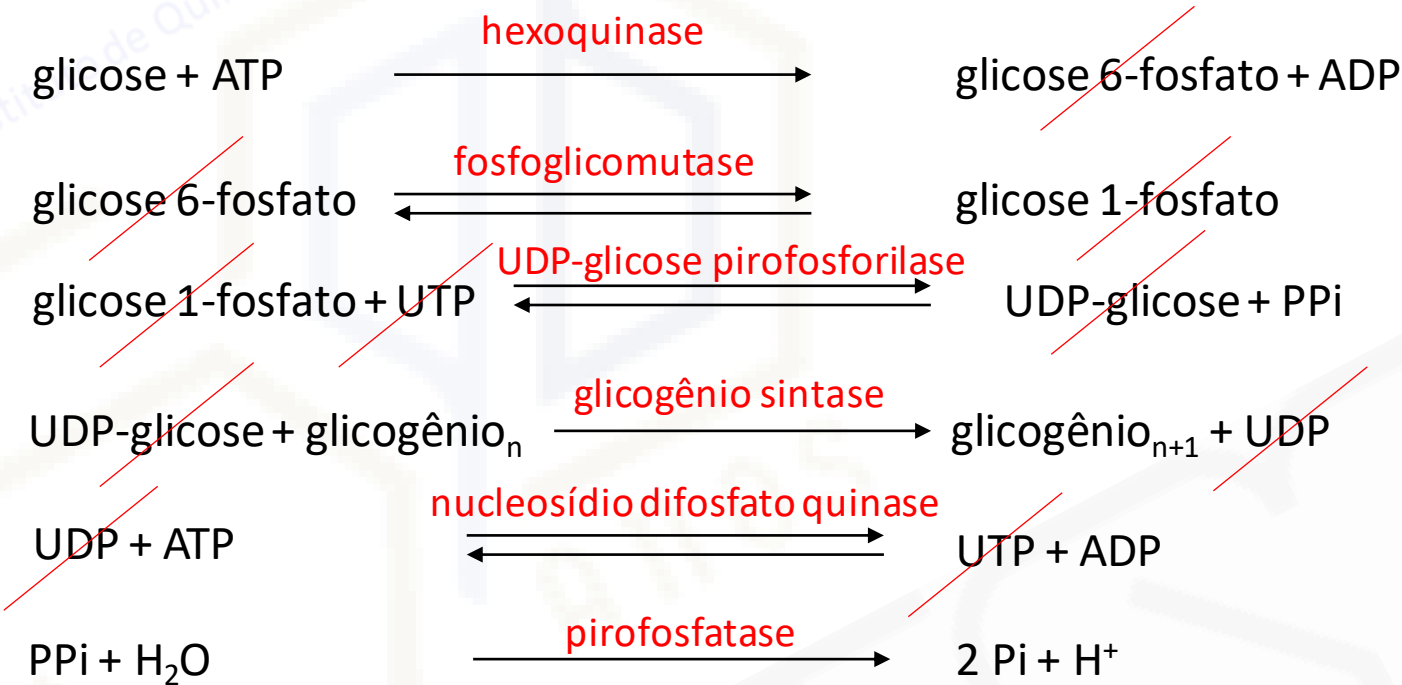 hexoquinase
glicose + ATP → glicose 6-fosfato + ADP
fosfoglicomutase
glicose 6-fosfato ⇄ glicose 1-fosfato
UDP-glicose pirofosforilase
glicose 1-fosfato + UTP ⇄ UDP-glicose + PPi
glicogênio sintase
UDP-glicose + glicogênioₙ → glicogênioₙ₊₁ + UDP
nucleosídio difosfato quinase
UDP + ATP ⇄ UTP + ADP
pirofosfatase
PPi + H₂O → 2 Pi + H⁺